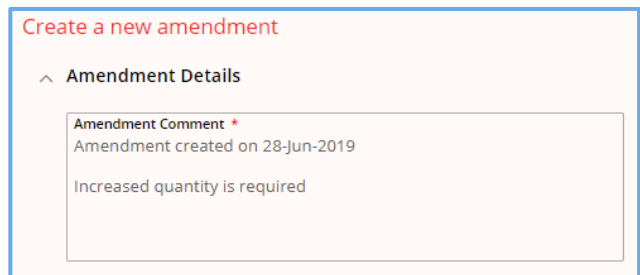 Create a new amendment
Amendment Details
Amendment Comment *
Amendment created on 28-Jun-2019
Increased quantity is required